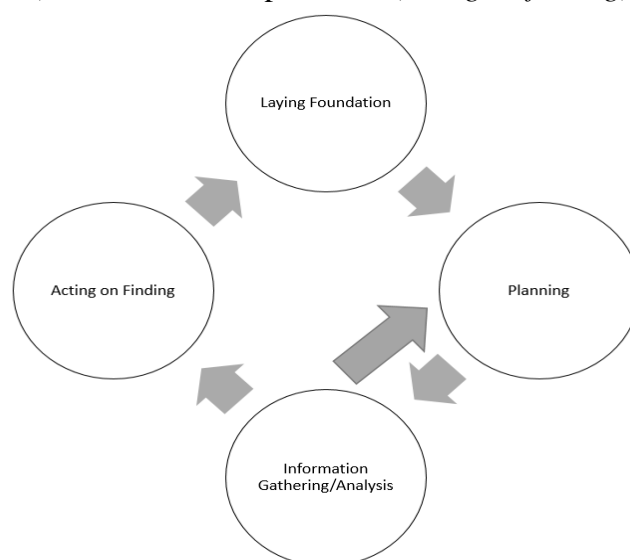 Laying Foundation
Acting on Finding
Planning
Information
Gathering/Analysis